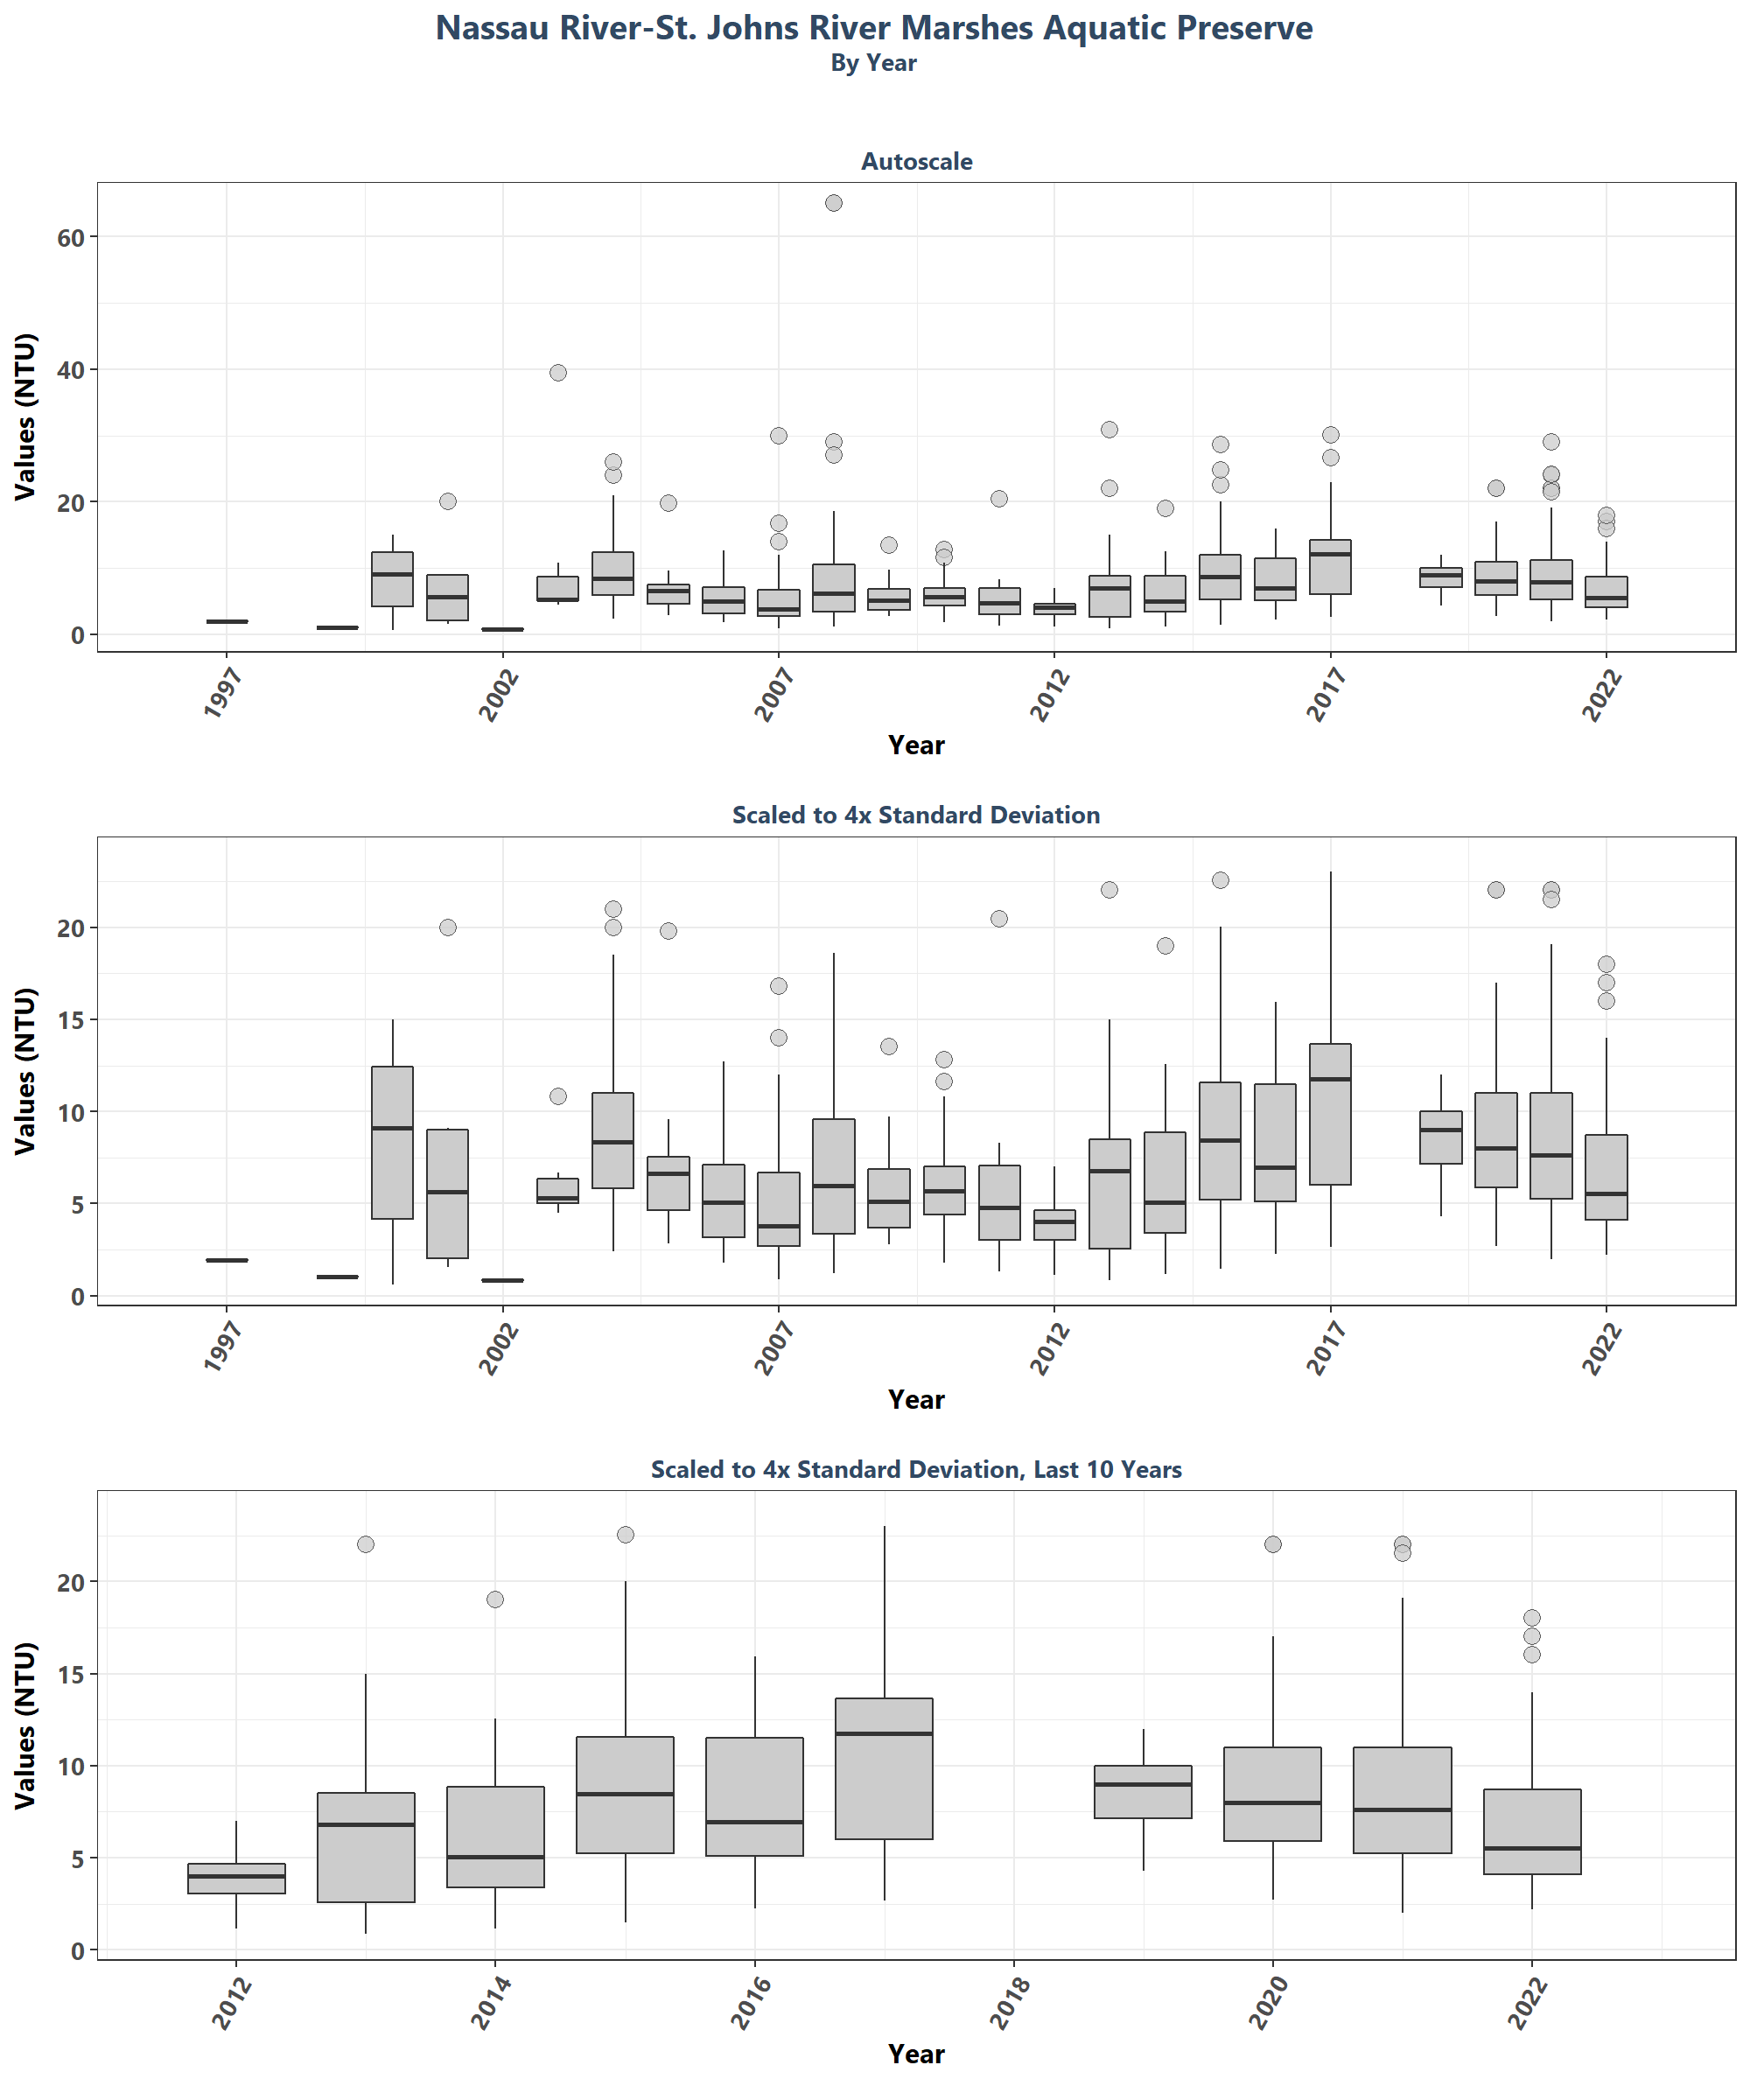 Nassau River-St. Johns River Marshes Aquatic Preserve
By Year
Autoscale
Values (NTU)
60
40
20
0
1997
2002
2007
2012
2017
2022
Year
Scaled to 4x Standard Deviation
Values (NTU)
20
15
10
5
0
1997
2002
2007
2012
2017
2022
Year
Scaled to 4x Standard Deviation, Last 10 Years
Values (NTU)
20
15
10
5
0
2012
2014
2016
2018
2020
2022
Year